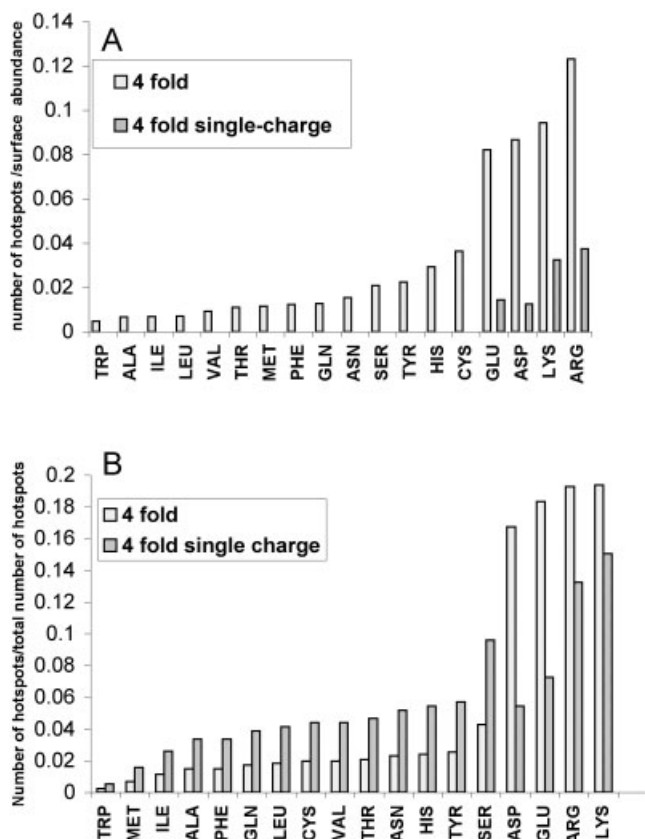 A
4 fold
4 fold single-charge
number of hotspots /surface abundance
0.14
0.12
0.1
0.08
0.06
0.04
0.02
0
TRP
ALA
ILE
LEU
VAL
THR
MET
PHE
GLN
ASN
SER
TYR
HIS
CYS
GLU
ASP
LYS
ARG
B
4 fold
4 fold single charge
Number of hotspots/total number of hotspots
0.2
0.18
0.16
0.14
0.12
0.1
0.08
0.06
0.04
0.02
0
TRP
MET
ILE
ALA
PHE
GLN
LEU
CYS
VAL
THR
ASN
HIS
TYR
SER
ASP
GLU
ARG
LYS